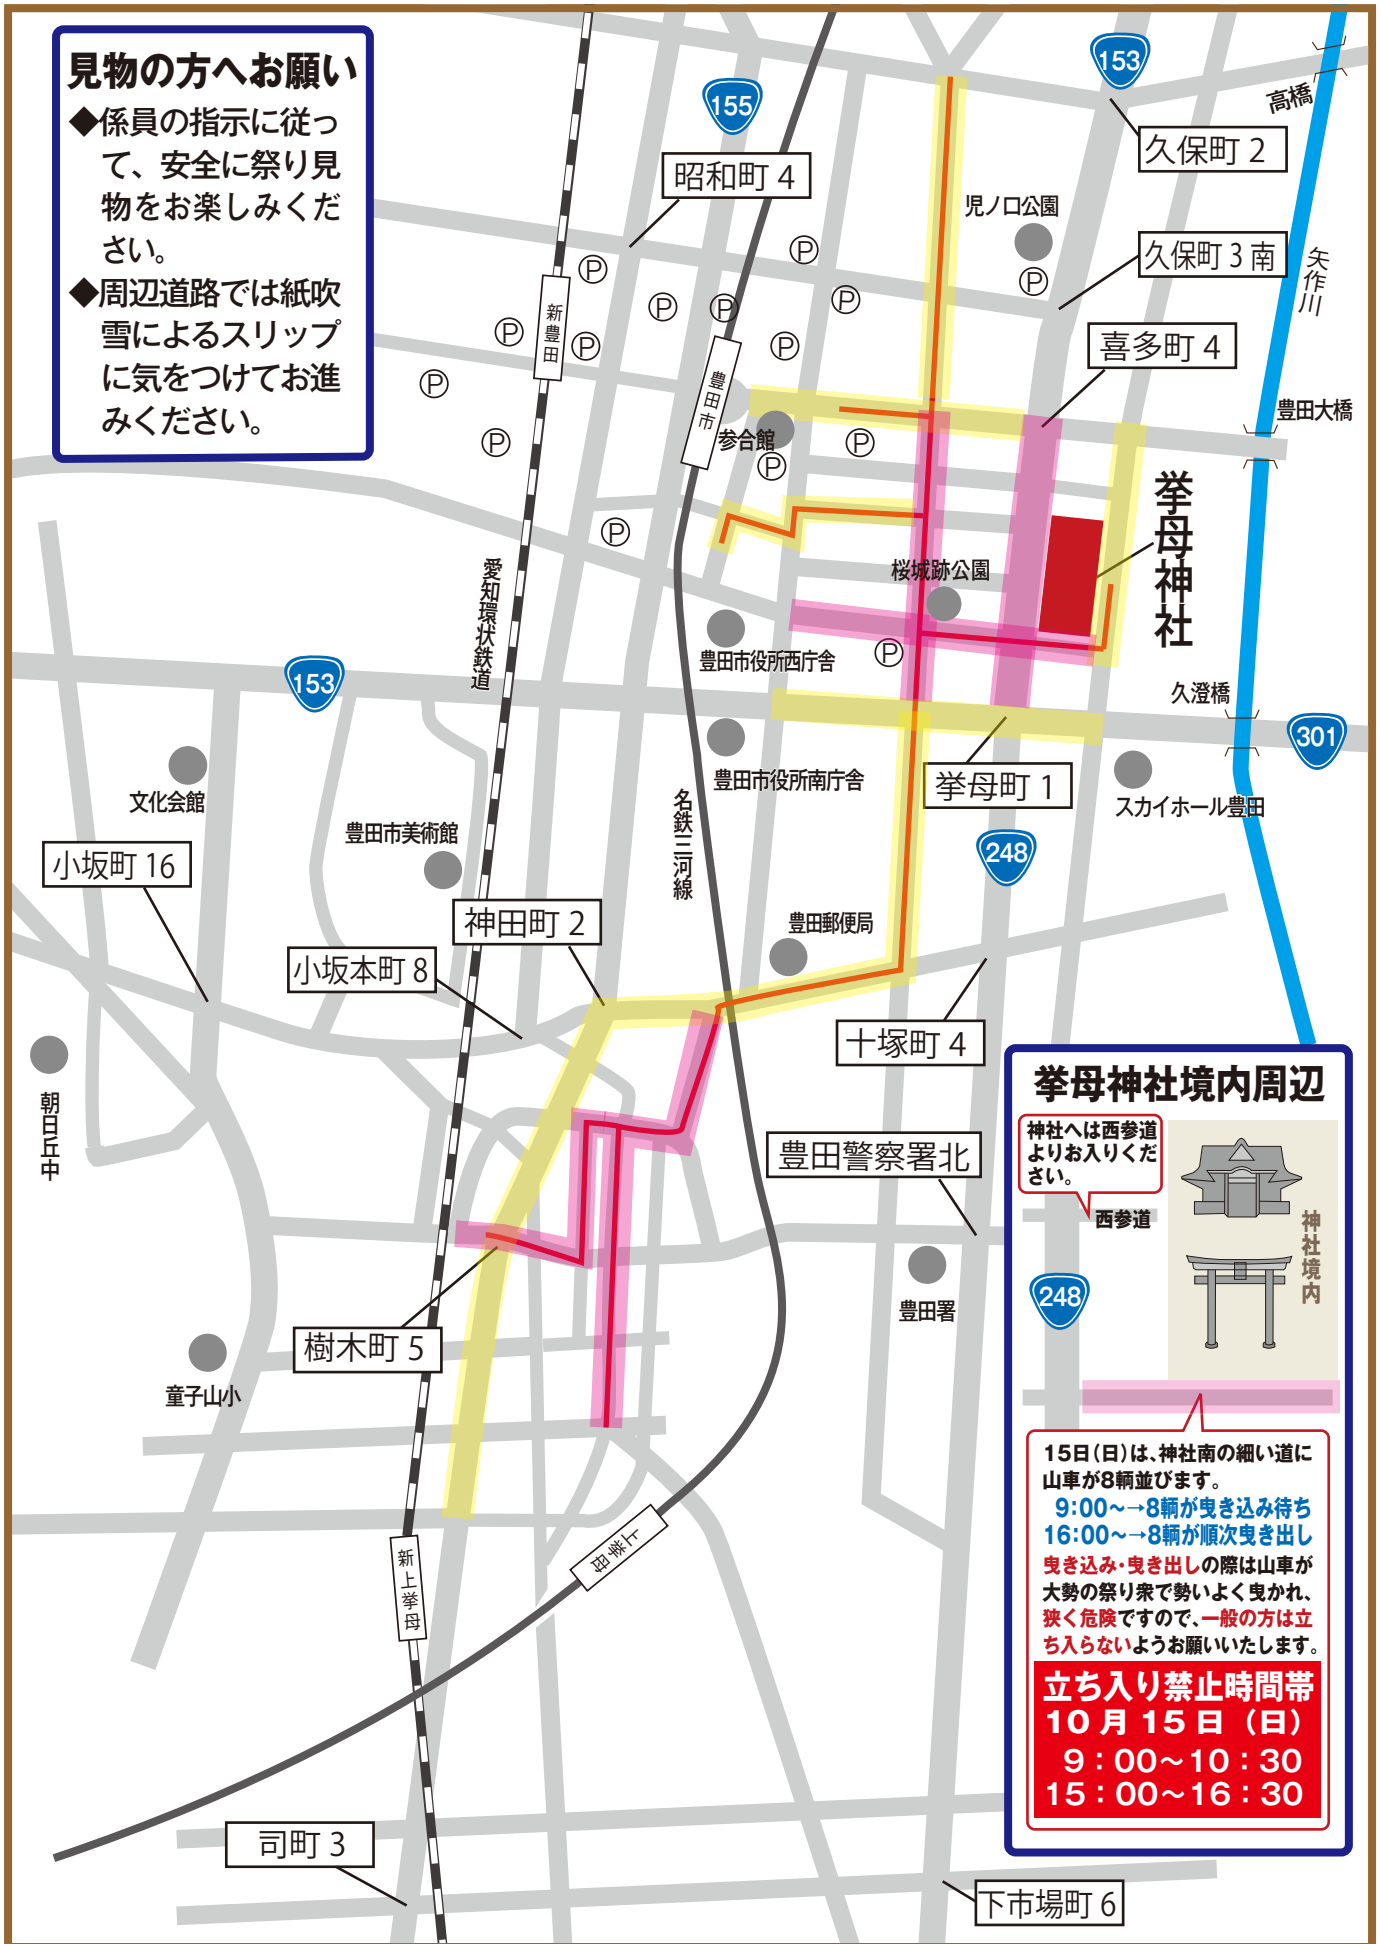 見物の方へお願い
◆係員の指示に従っ
て、安全に祭り見
物をお楽しみくだ
さい。
◆周辺道路では紙吹
雪によるスリップ
に気をつけてお進
みください。
153
155
高橋
久保町 2
昭和町 4
児ノ口公園
P
久保町 3 南
矢作川
P
P
P
P
P
P
P
P
P
P
P
P
P
P
新豊田
豊田市
喜多町 4
豊田大橋
参合館
挙母神社
桜城跡公園
愛知環状鉄道
豊田市役所西庁舎
P
153
久澄橋
301
豊田市役所南庁舎
挙母町 1
スカイホール豊田
文化会館
名鉄三河線
豊田市美術館
248
小坂町 16
神田町 2
豊田郵便局
小坂本町 8
十塚町 4
朝日丘中
豊田警察署北
豊田署
樹木町 5
童子山小
上挙母
新上挙母
司町 3
下市場町 6
挙母神社境内周辺
神社へは西参道
よりお入りくだ
さい。
西参道
神社境内
248
15日(日)は、神社南の細い道に
山車が8輌並びます。
9:00〜→8輌が曳き込み待ち
16:00〜→8輌が順次曳き出し
曳き込み・曳き出しの際は山車が
大勢の祭り衆で勢いよく曳かれ、
狭く危険ですので、一般の方は立
ち入らないようお願いいたします。
立ち入り禁止時間帯
10 月 15 日（日）
9：00〜10：30
15：00〜16：30